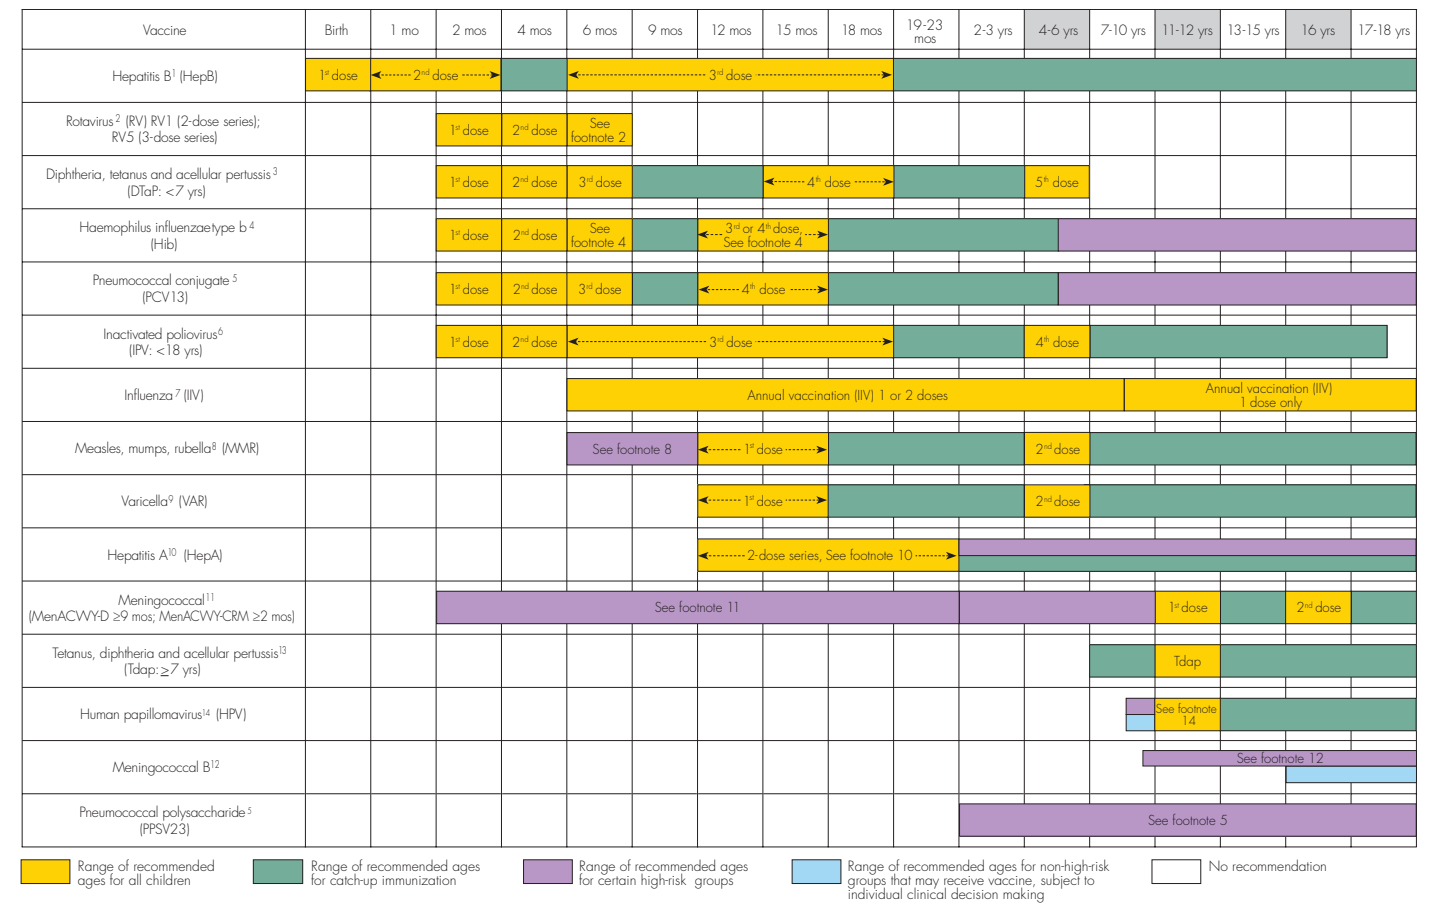 Vaccine Birth 1 mo 2 mos 4 mos 6 mos 9 mos 12 mos 15 mos 18 mos 19-23 mos 2-3 yrs 4-6 yrs 7-10 yrs 11-12 yrs 13-15 yrs 16 yrs 17-18 yrs
Hepatitis B1 (HepB) 1st dose 2nd dose 3rd dose
Rotavirus2 (RV) RV1 (2-dose series);
RV5 (3-dose series)
1st dose 2nd dose See
footnote 2
Diphtheria, tetanus and acellular pertussis3
(DTaP: <7 yrs)
1st dose 2nd dose 3rd dose 4th dose 5th dose
Haemophilus influenzaetype b4
(Hib)
1st dose 2nd dose See
footnote 4
3rd or 4th dose,
See footnote 4
Pneumococcal conjugate5
(PCV13)
1st dose 2nd dose 3rd dose 4th dose
Inactivated poliovirus6
(IPV: <18 yrs)
1st dose 2nd dose 3rd dose 4th dose
Influenza7 (IIV) Annual vaccination (IIV) 1 or 2 doses
Annual vaccination (IIV)
1 dose only
Measles, mumps, rubella8 (MMR) See footnote 8 1st dose 2nd dose
Varicella9 (VAR) 1st dose 2nd dose
Hepatitis A10 (HepA) 2-dose series, See footnote 10
Meningococcal11
(MenACWY-D ≥9 mos; MenACWY-CRM ≥2 mos)
See footnote 11 1st dose 2nd dose
Tetanus, diphtheria and acellular pertussis13
(Tdap: ≥7 yrs)
Tdap
Human papillomavirus14 (HPV) See footnote
14
Meningococcal B12 See footnote 12
Pneumococcal polysaccharide5
(PPSV23)
See footnote 5
Range of recommended
ages for all children
Range of recommended ages
for catch-up immunization
Range of recommended ages
for certain high-risk groups
Range of recommended ages for non-high-risk
groups that may receive vaccine, subject to
individual clinical decision making
No recommendation